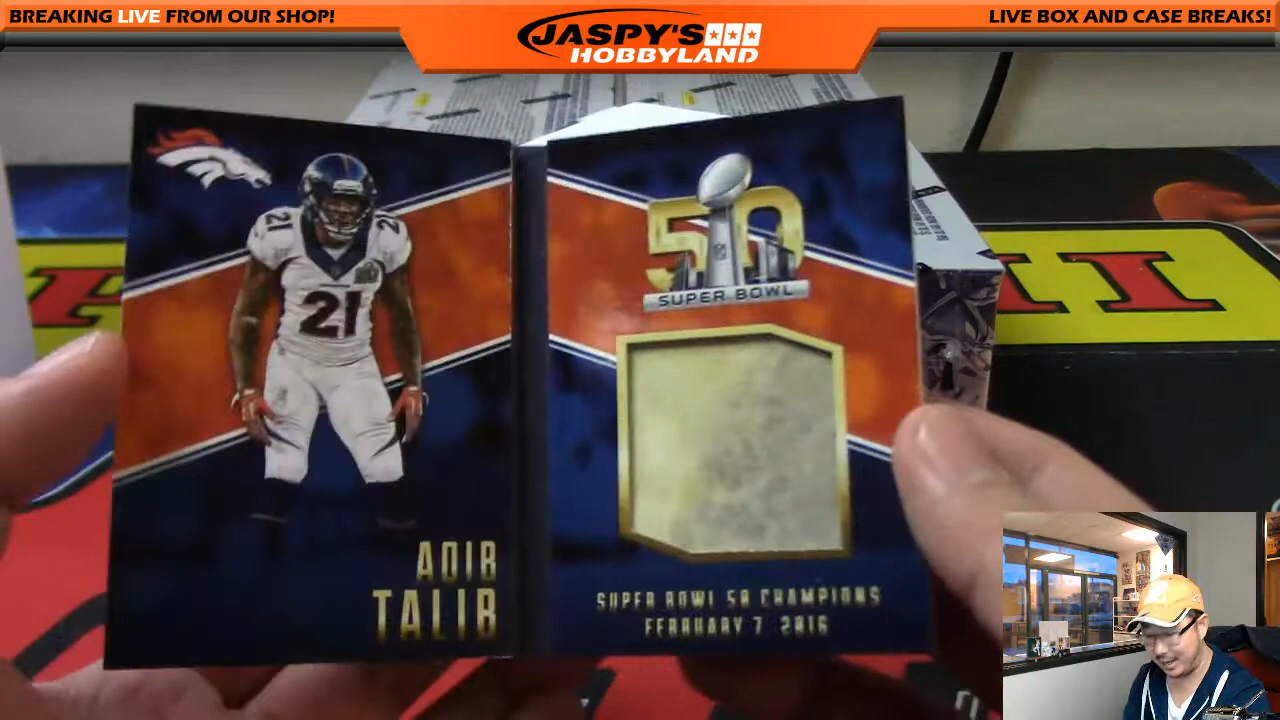 BREAKING LIVE FROM OUR SHOP!
JASPY'S
HOBBYLAND
LIVE BOX AND CASE BREAKS!
21
21
21
50
SUPER BOWL
AQIB
TALIB
SUPER BOWL 50 CHAMPIONS
FEBRUARY 7, 2016